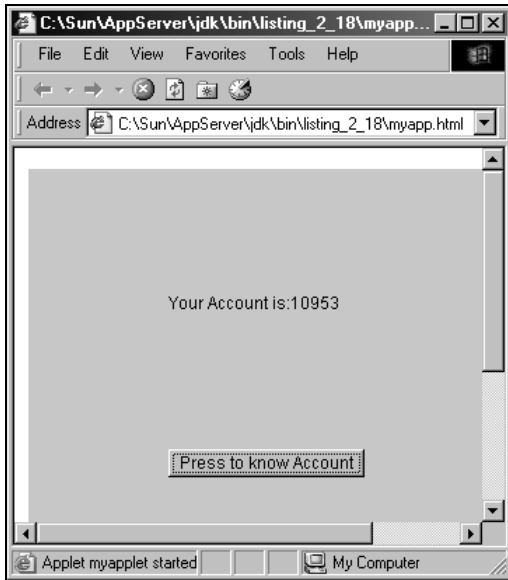 C:\Sun\AppServer\jdk\bin\listing_2_18\myapp...
File Edit View Favorites Tools Help
Address C:\Sun\AppServer\jdk\bin\listing_2_18\myapp.html
Your Account is:10953
Press to know Account
Applet myapplet started My Computer